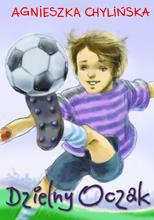 AGNIESZKA CHYLIŃSKA
Dzielny Oczak